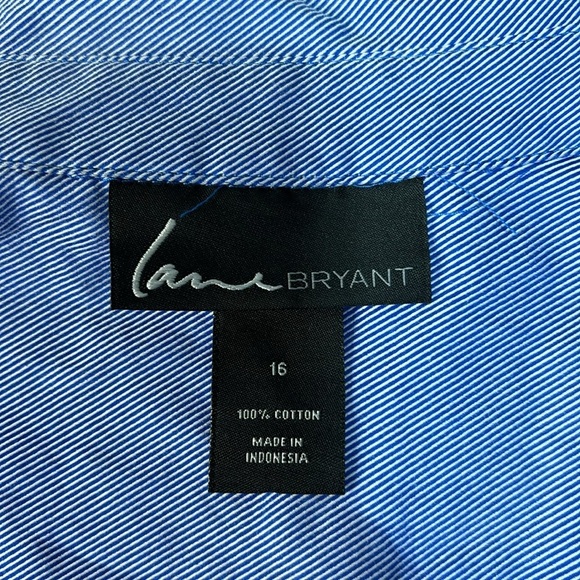 Lane BRYANT
16
100% COTTON
MADE IN
INDONESIA